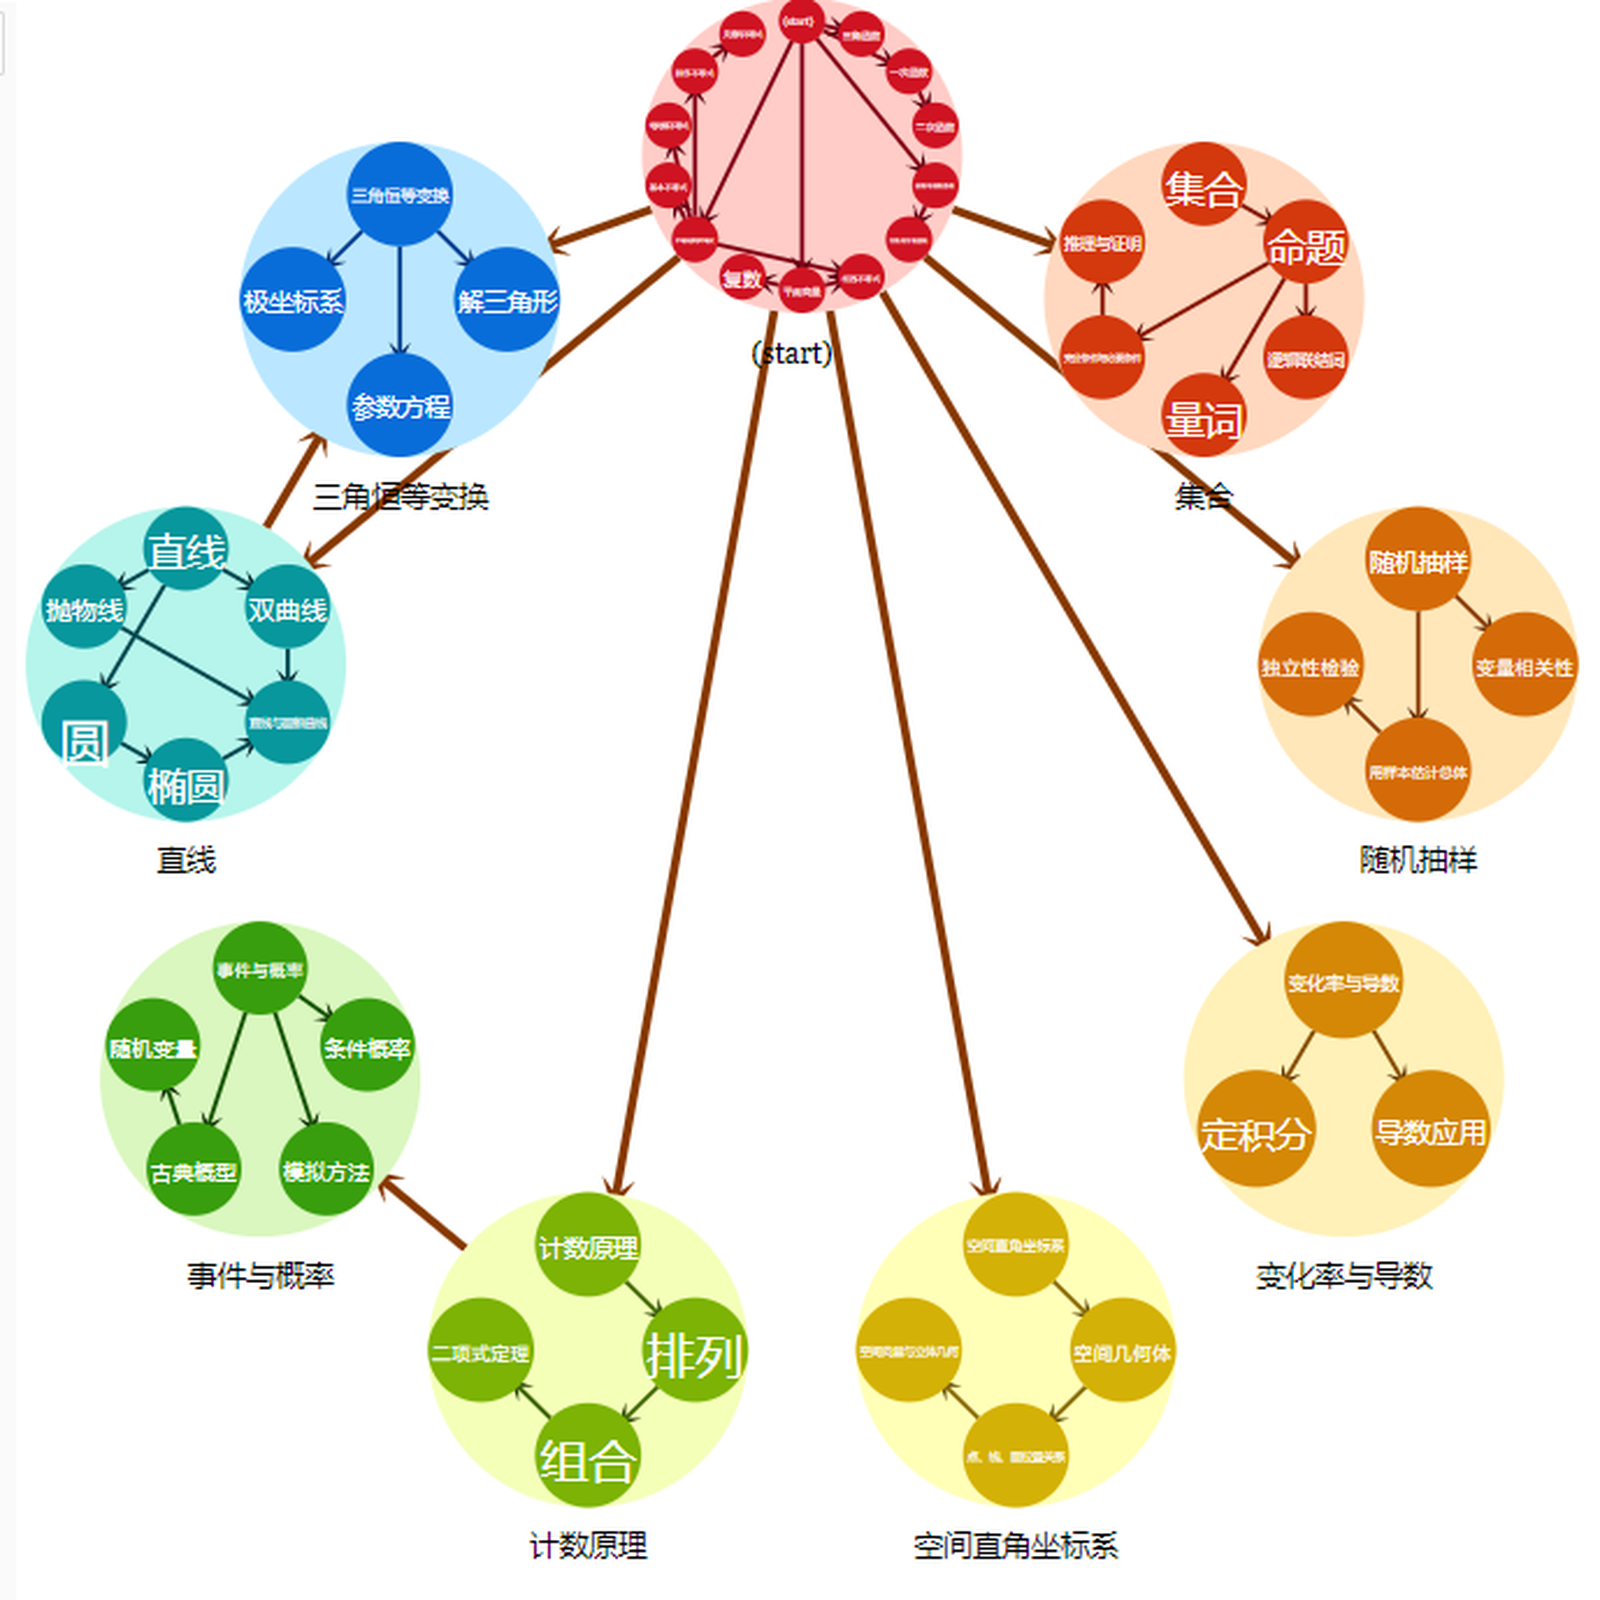 (start)
三角函数
一次函数
二次函数
基本不等式
平面向量
复数
(start)
三角恒等变换
极坐标系
解三角形
参数方程
三角恒等变换
集合
命题
推理与证明
充分条件与必要条件
逻辑联结词
量词
集合
直线
抛物线
双曲线
圆
直线与圆锥曲线
椭圆
直线
随机抽样
独立性检验
变量相关性
用样本估计总体
随机抽样
事件与概率
随机变量
条件概率
古典概型
模拟方法
事件与概率
变化率与导数
定积分
导数应用
变化率与导数
计数原理
二项式定理
排列
组合
计数原理
空间直角坐标系
空间向量与立体几何
空间几何体
点、线、面位置关系
空间直角坐标系